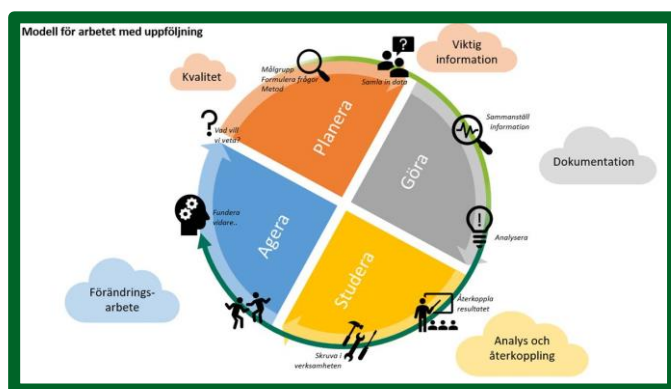 Modell för arbetet med uppföljning
Viktig
information
Kvalitet
Målgrupp
Formulera frågor
Metod
Samla in data
Planera
Vad vill
vi veta?
Sammanställ
information
Göra
Dokumentation
Agera
Fundera
vidare..
Analysera
Studera
Förändrings-
arbete
Återkoppla
resultatet
Skruva i
verksamheten
Analys och
återkoppling